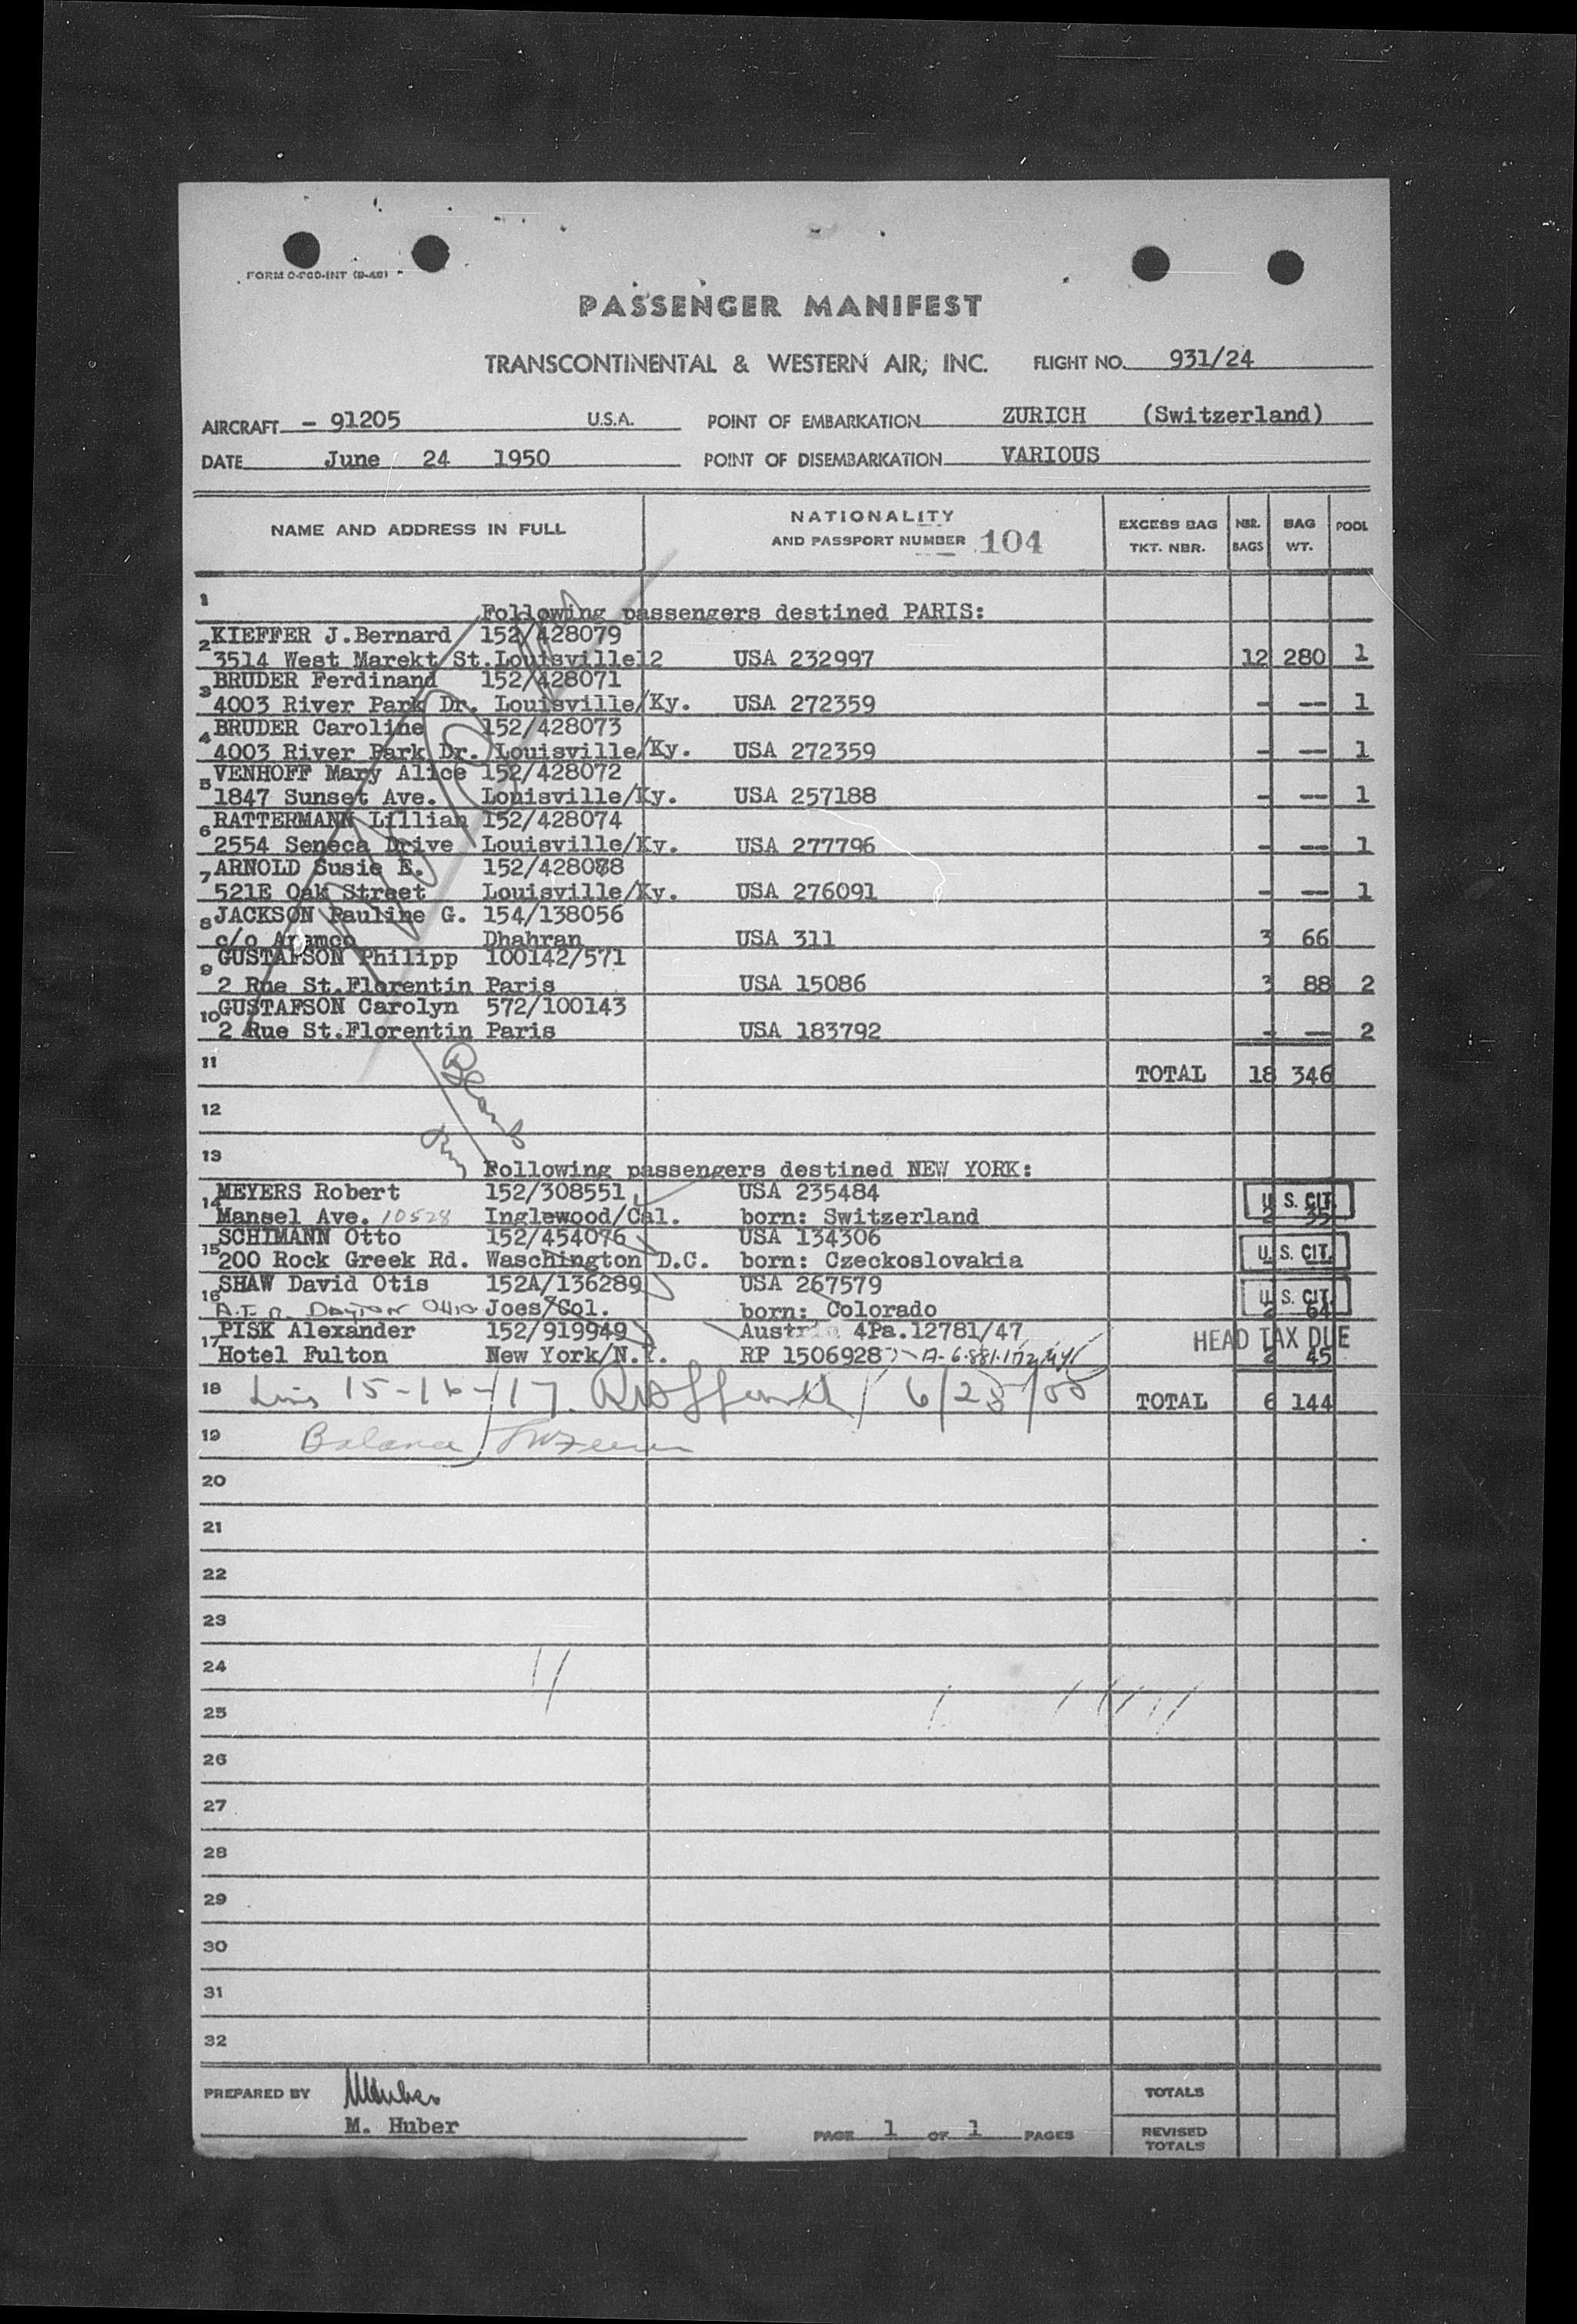 FORM O-200-INT (9-48)
PASSENGER MANIFEST
TRANSCONTINENTAL & WESTERN AIR, INC. FLIGHT NO. 931/24
AIRCRAFT - 91205 U.S.A. POINT OF EMBARKATION ZURICH (Switzerland)
DATE June 24 1950 POINT OF DISEMBARKATION VARIOUS
NAME AND ADDRESS IN FULL NATIONALITY AND PASSPORT NUMBER 104 EXCESS BAG TKT. NBR. NBR. BAGS BAG WT. POOL
1 Following passengers destined PARIS:
2 KIEFFER J.Bernard 152/428079
3514 West Marekt St.Louisville12 USA 232997 12 280 1
3 BRUDER Ferdinand 152/428071
4003 River Park Dr. Louisville/Ky. USA 272359 - -- 1
4 BRUDER Caroline 152/428073
4003 River Park Dr. Louisville/Ky. USA 272359 - -- 1
5 VENHOFF Mary Alice 152/428072
1847 Sunset Ave. Louisville/Ky. USA 257188 - -- 1
6 RATTERMANN Lillian 152/428074
2554 Seneca Drive Louisville/Ky. USA 277796 - -- 1
7 ARNOLD Susie E. 152/428078
521E Oak Street Louisville/Ky. USA 276091 - -- 1
8 JACKSON Pauline G. 154/138056
c/o Aramco Dhahran USA 311 3 66
9 GUSTAFSON Philipp 100142/571
2 Rue St.Florentin Paris USA 15086 3 88 2
10 GUSTAFSON Carolyn 572/100143
2 Rue St.Florentin Paris USA 183792 - -- 2
11 TOTAL 18 346
12
13 Following passengers destined NEW YORK:
14 MEYERS Robert 152/308551 USA 235484 U. S. CIT.
Mansel Ave. 10528 Inglewood/Cal. born: Switzerland 2 35
15 SCHIMANN Otto 152/454076 USA 134306
200 Rock Greek Rd. Waschington D.C. born: Czeckoslovakia U. S. CIT.
16 SHAW David Otis 152A/136289 USA 267579 U. S. CIT.
Dayton Ohio Joes/Col. born: Colorado 2 64
17 PISK Alexander 152/919949 Austria 4Pa.12781/47 HEAD TAX DUE
Hotel Fulton New York/N.Y. RP 1506928 2 45
18 15-16-17. TOTAL 6 144
19 Balance
20
21
22
23
24
25
26
27
28
29
30
31
32
PREPARED BY TOTALS
M. Huber PAGE 1 OF 1 PAGES REVISED TOTALS